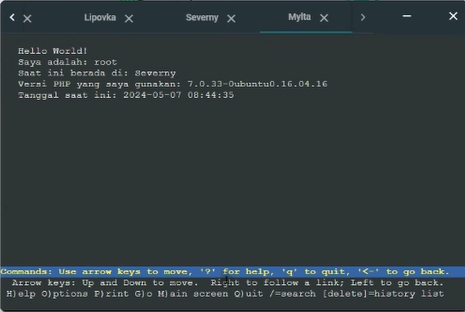 Lipovka Severny Mylta
Hello World!
Saya adalah: root
Saat ini berada di: Severny
Versi PHP yang saya gunakan: 7.0.33-0ubuntu0.16.04.16
Tanggal saat ini: 2024-05-07 08:44:35
Commands: Use arrow keys to move, '?' for help, 'q' to quit, '<-' to go back.
Arrow keys: Up and Down to move. Right to follow a link; Left to go back.
H)elp O)ptions P)rint G)o M)ain screen Q)uit /=search [delete]=history list